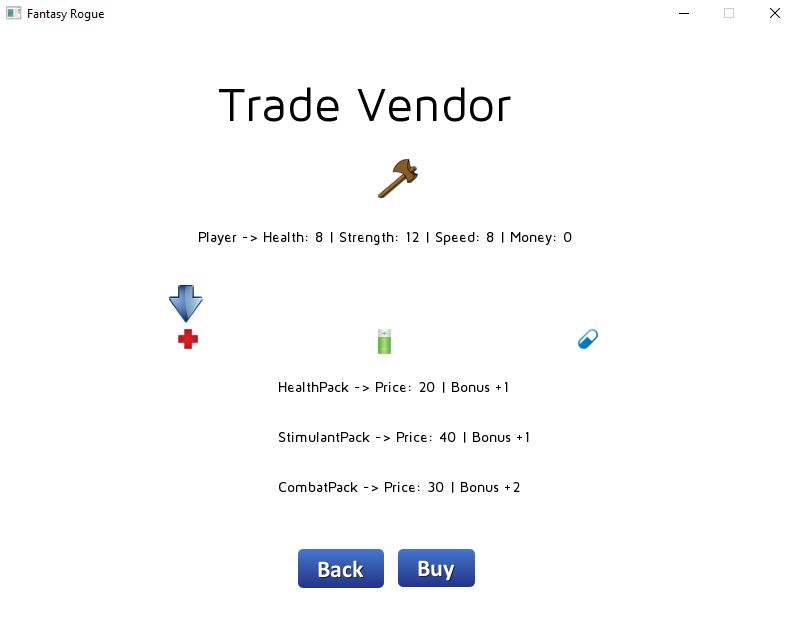 Fantasy Rogue
Trade Vendor
Player -> Health: 8 | Strength: 12 | Speed: 8 | Money: 0
HealthPack -> Price: 20 | Bonus +1
StimulantPack -> Price: 40 | Bonus +1
CombatPack -> Price: 30 | Bonus +2
Back Buy